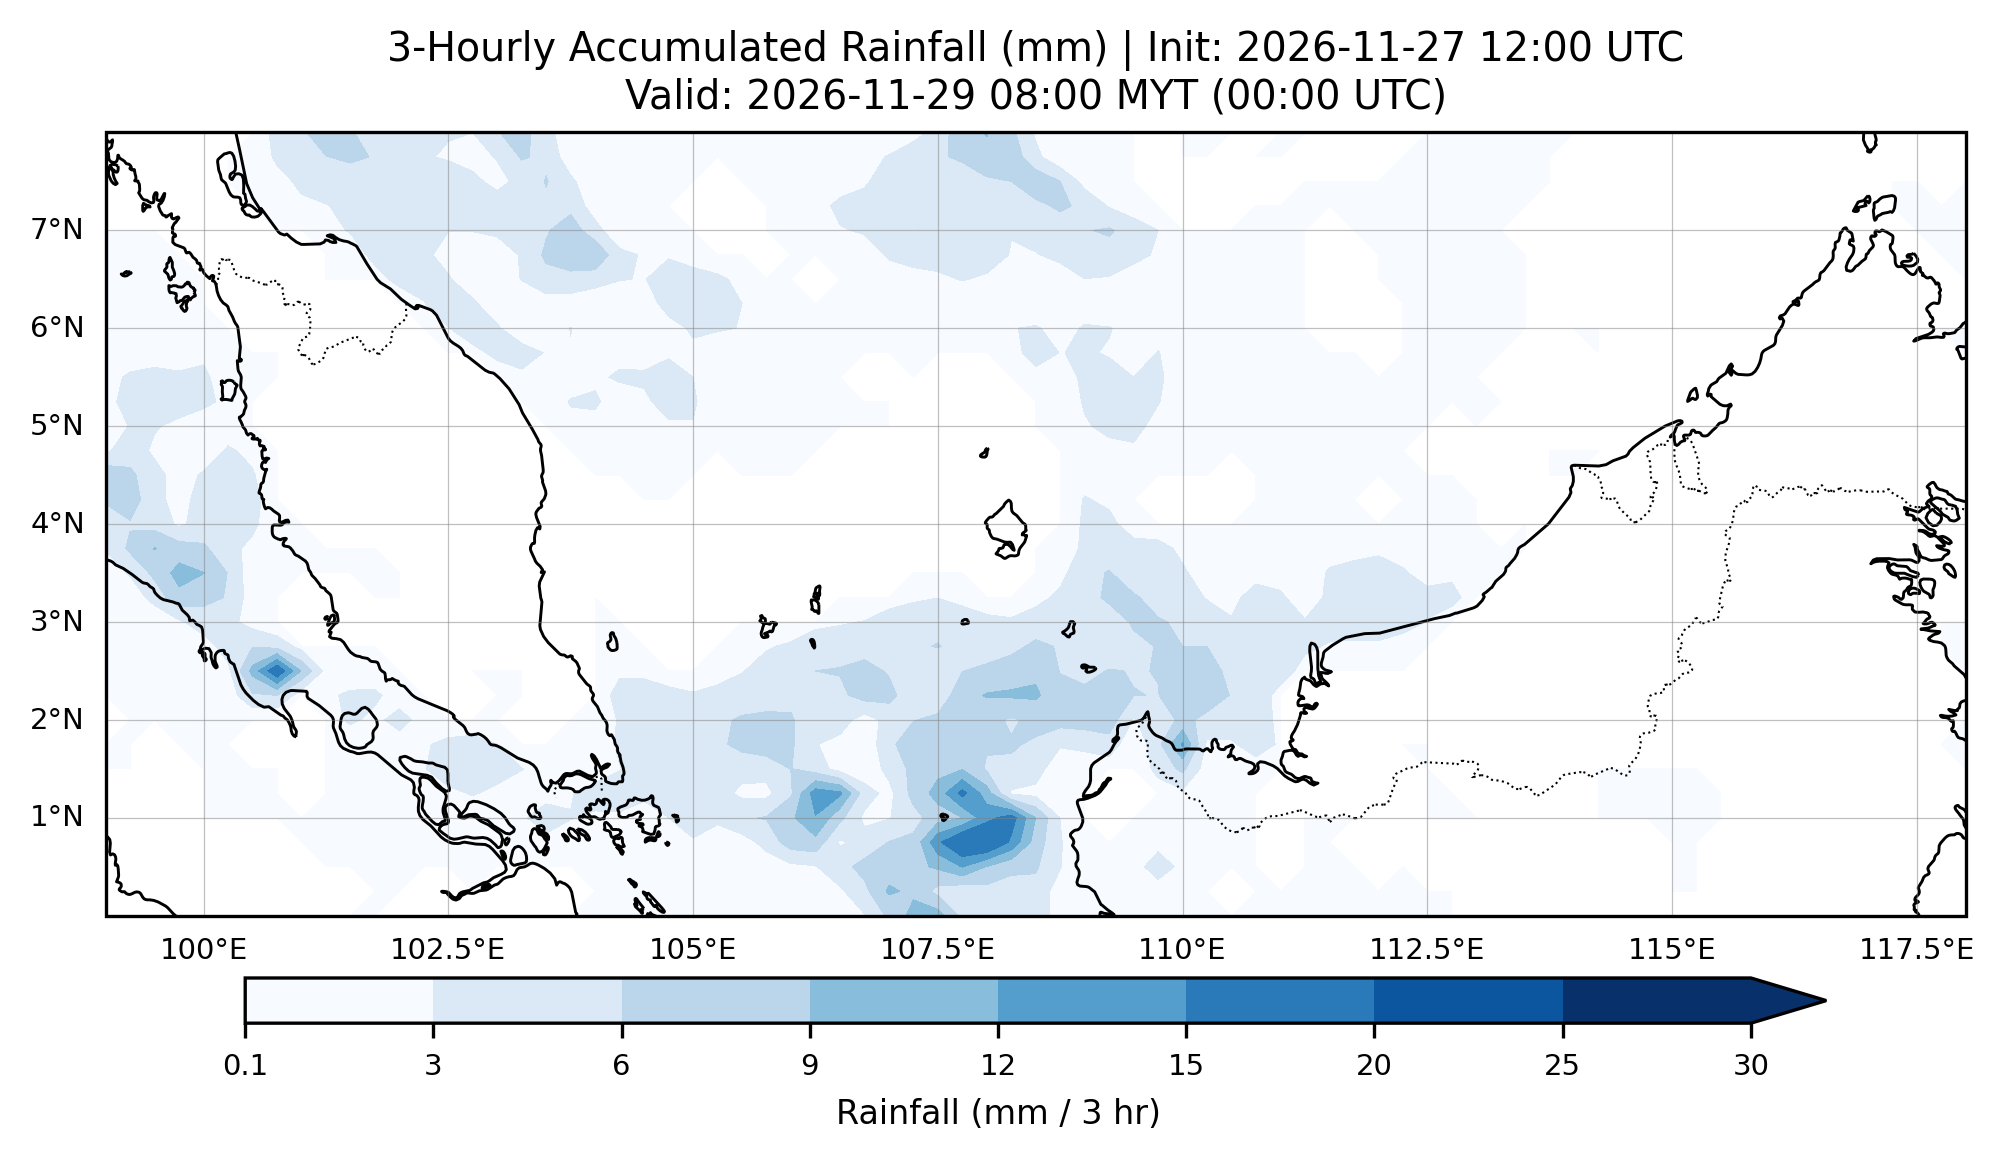 3-Hourly Accumulated Rainfall (mm) | Init: 2026-11-27 12:00 UTC
Valid: 2026-11-29 08:00 MYT (00:00 UTC)
7°N
6°N
5°N
4°N
3°N
2°N
1°N
100°E 102.5°E 105°E 107.5°E 110°E 112.5°E 115°E 117.5°E
0.1 3 6 9 12 15 20 25 30
Rainfall (mm / 3 hr)